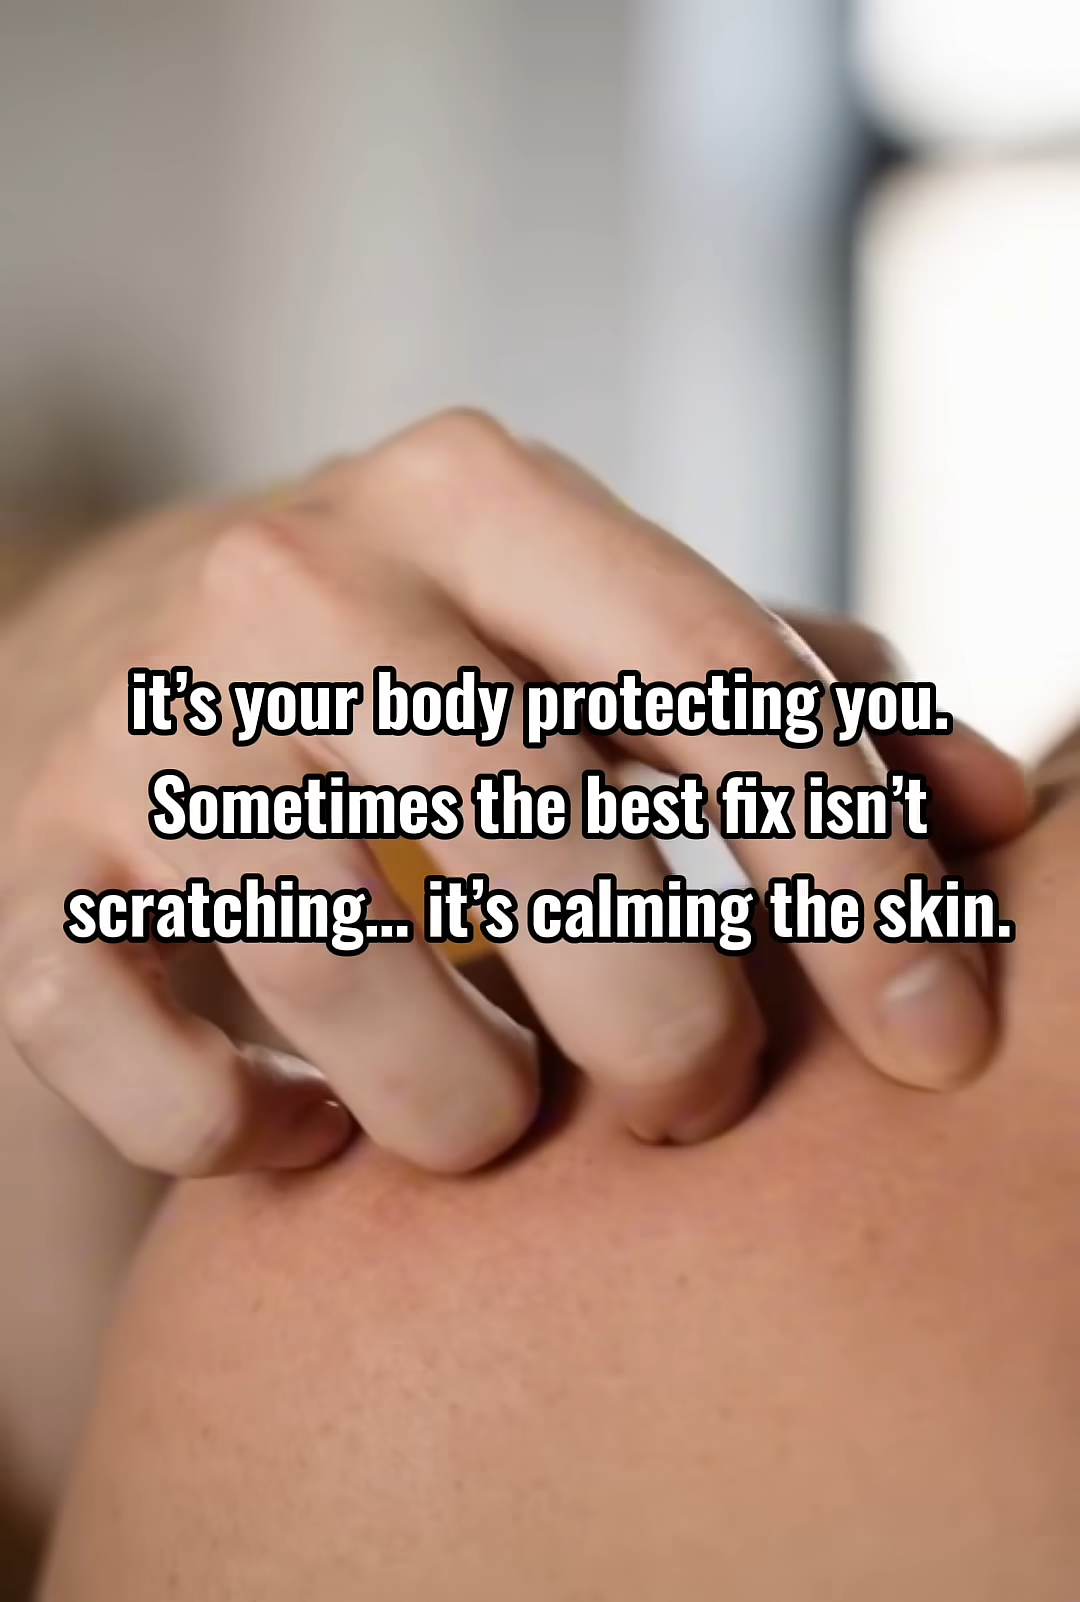 it’s your body protecting you.
Sometimes the best fix isn’t
scratching... it’s calming the skin.